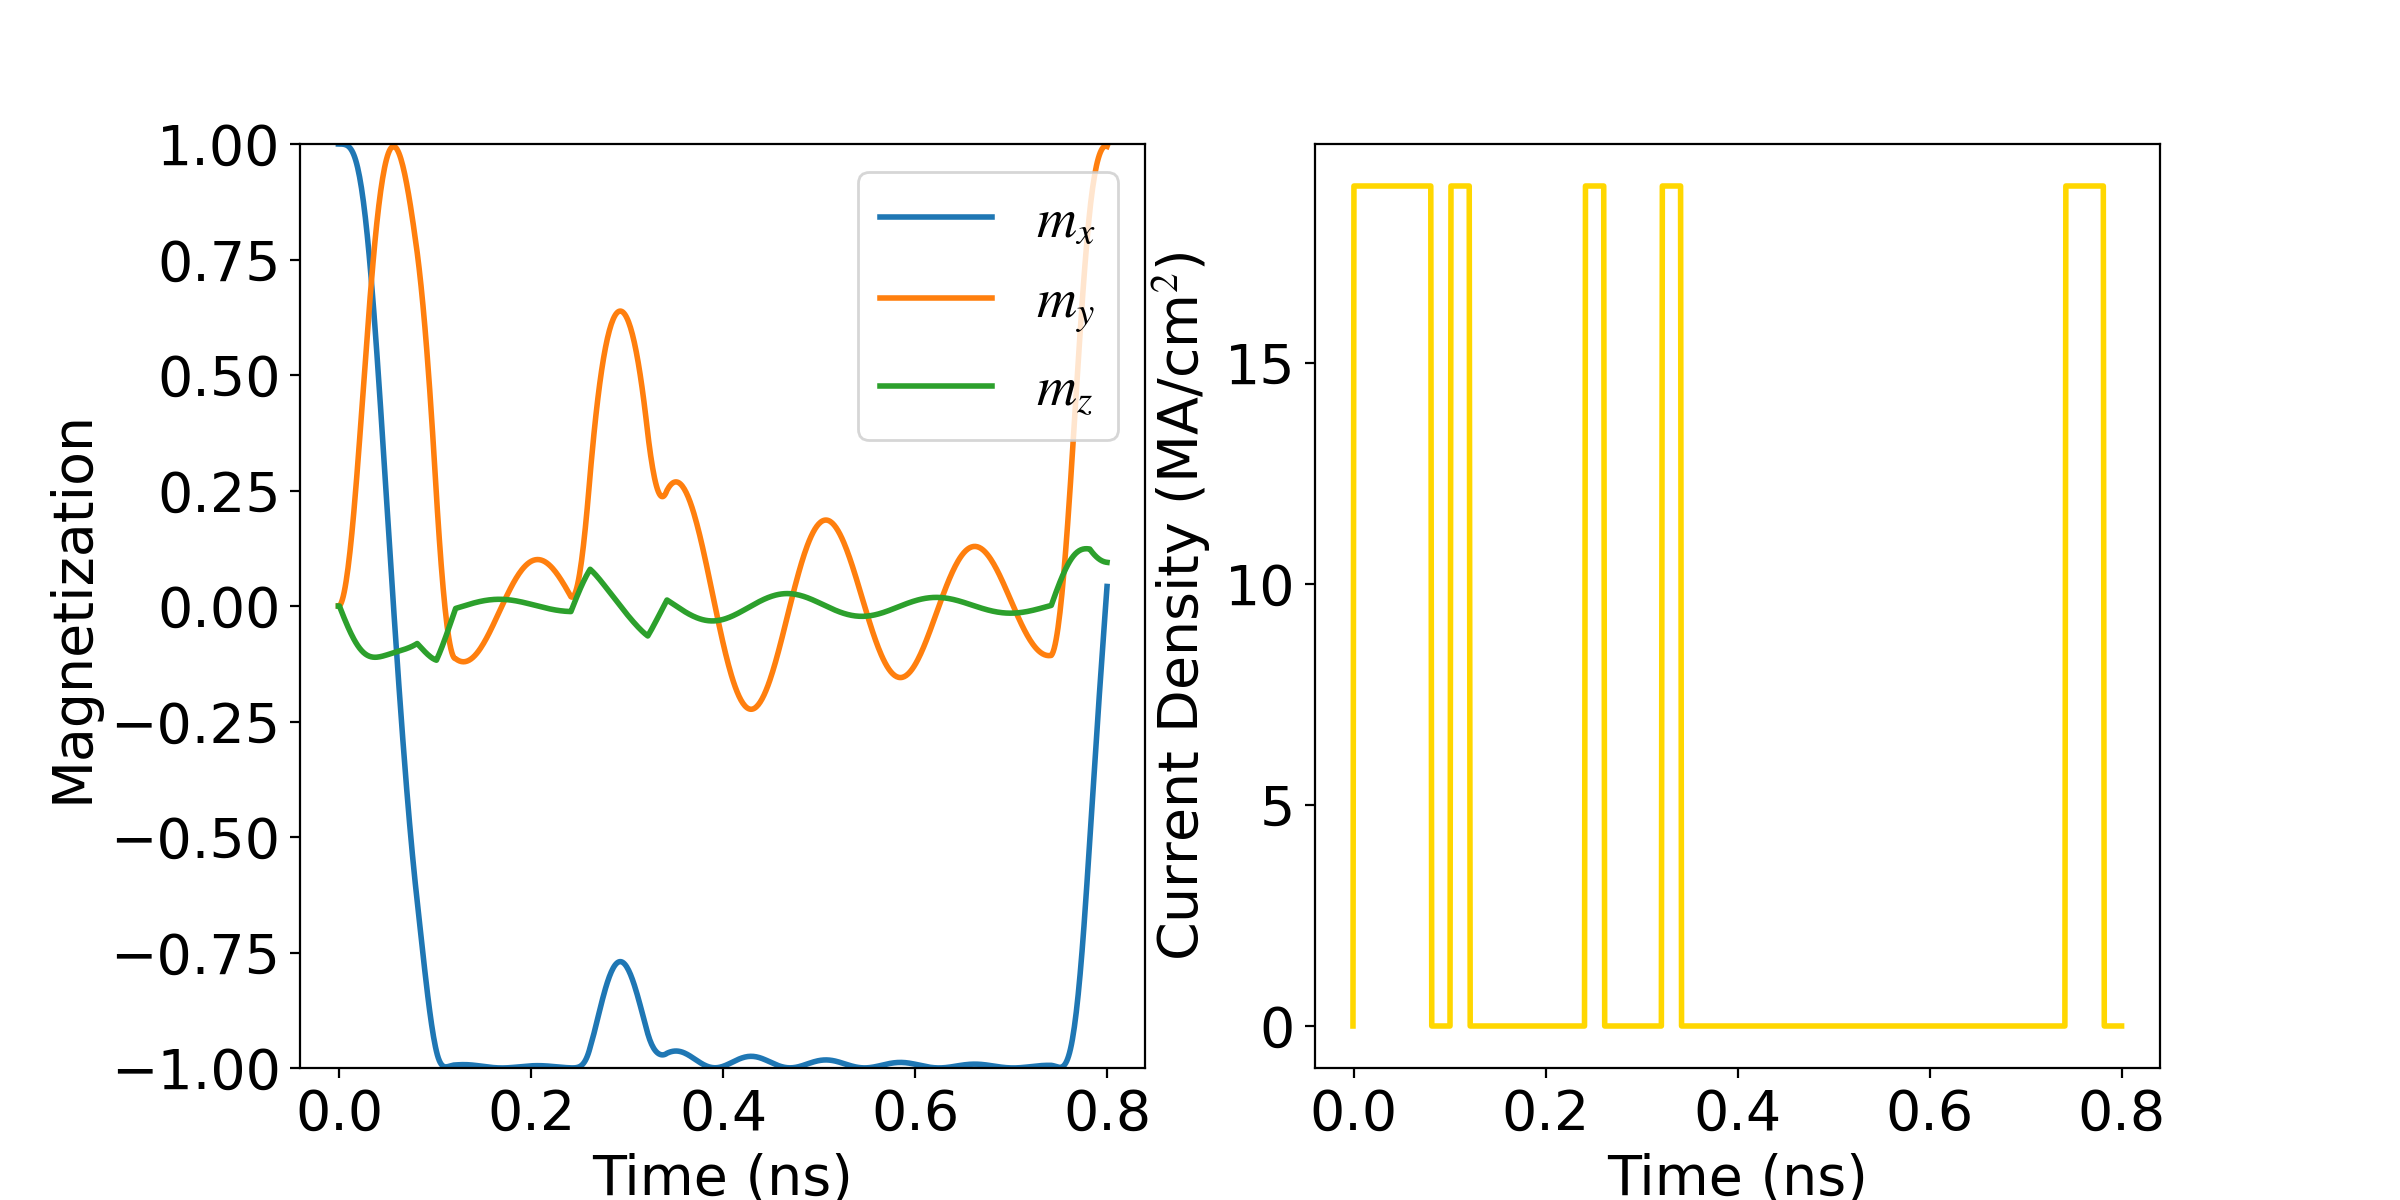 1.00
0.75
0.50
0.25
0.00
−0.25
−0.50
−0.75
−1.00
Magnetization
0.0 0.2 0.4 0.6 0.8
Time (ns)
m_x
m_y
m_z
15
10
5
0
Current Density (MA/cm²)
0.0 0.2 0.4 0.6 0.8
Time (ns)